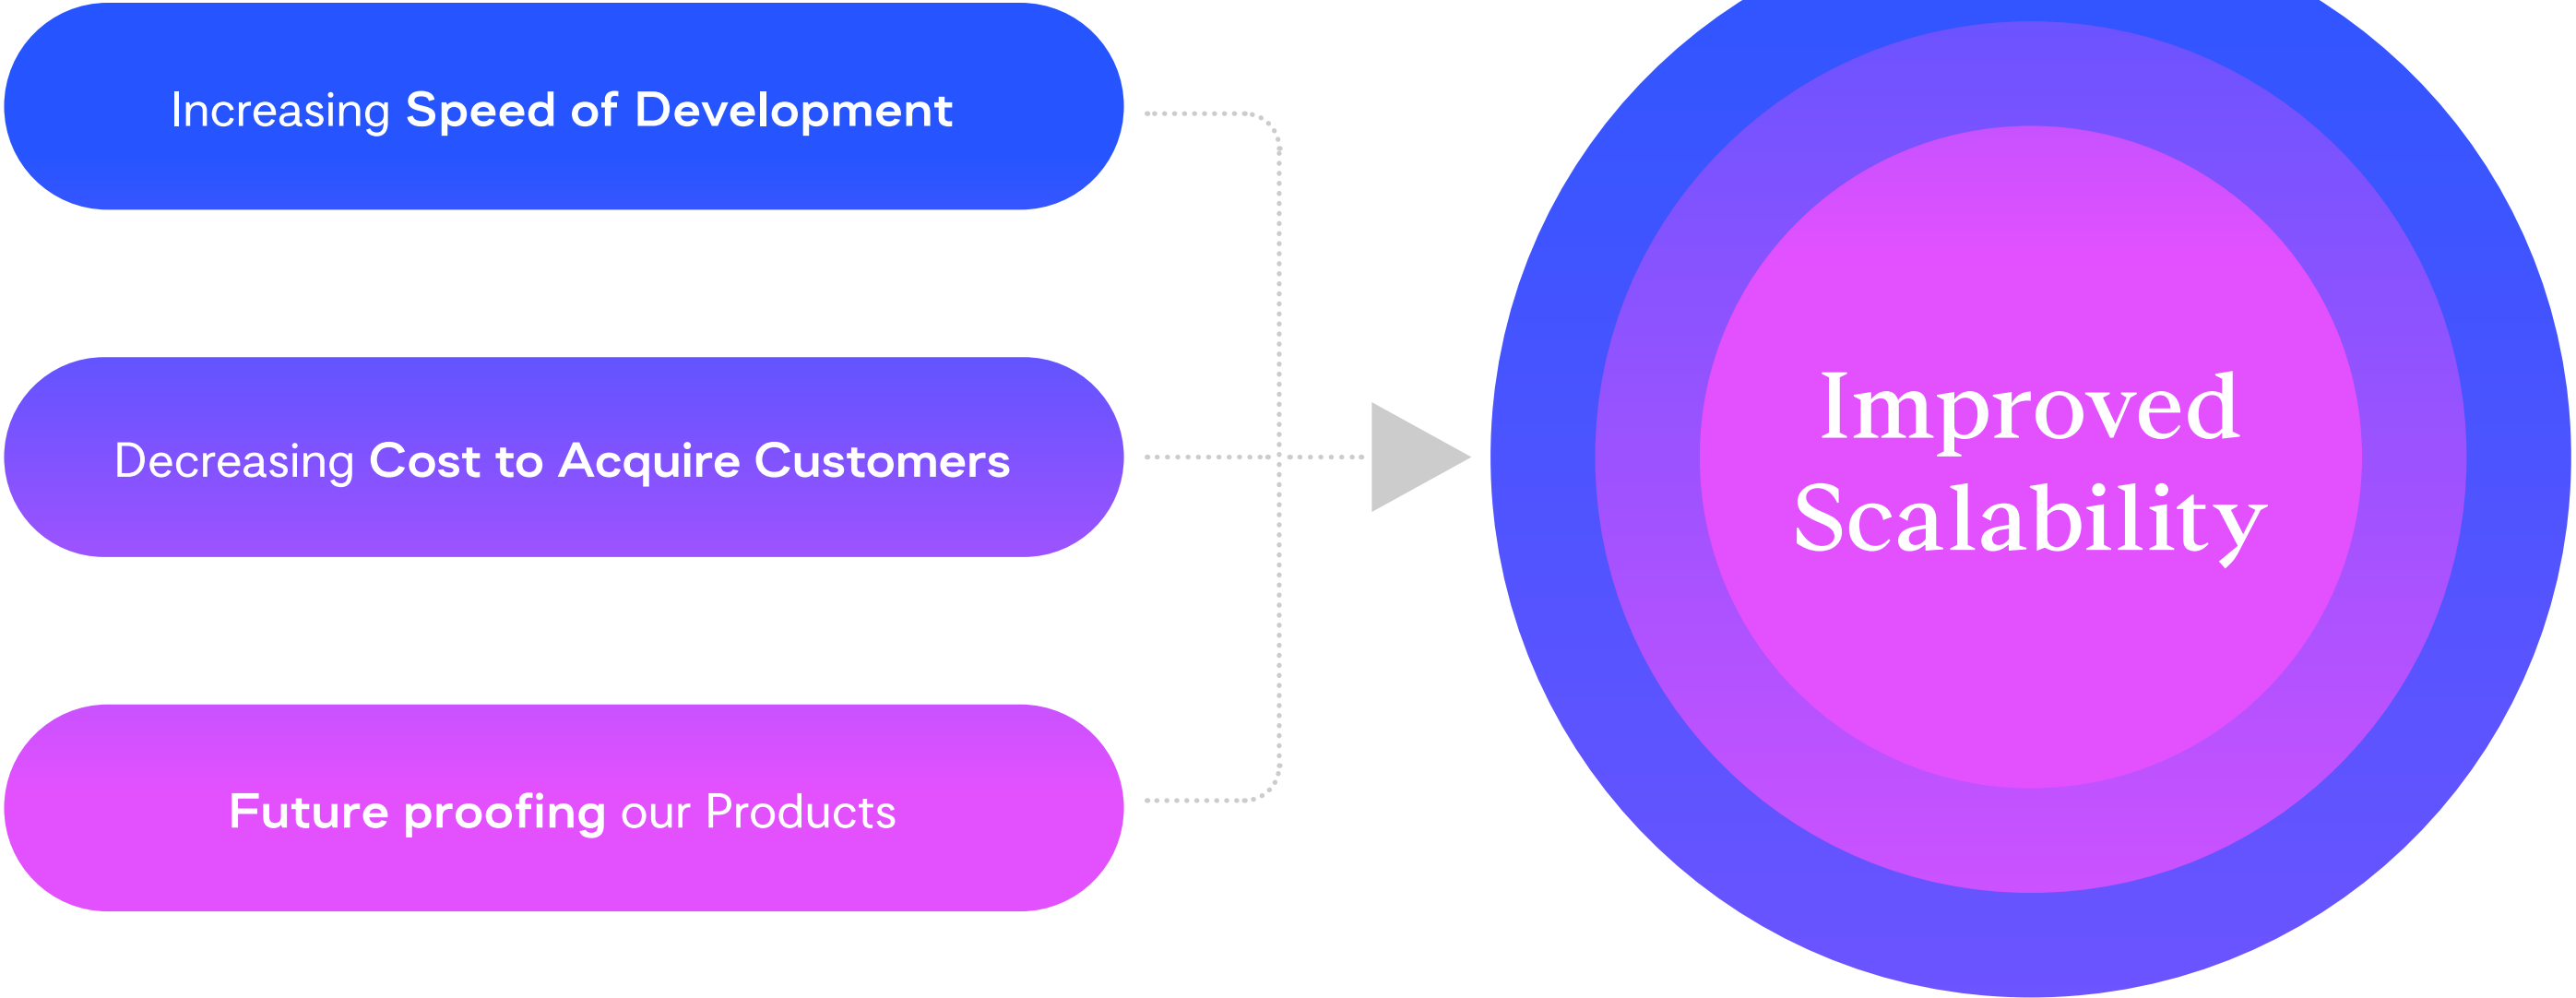 Increasing Speed of Development
Decreasing Cost to Acquire Customers
Future proofing our Products
Improved
Scalability